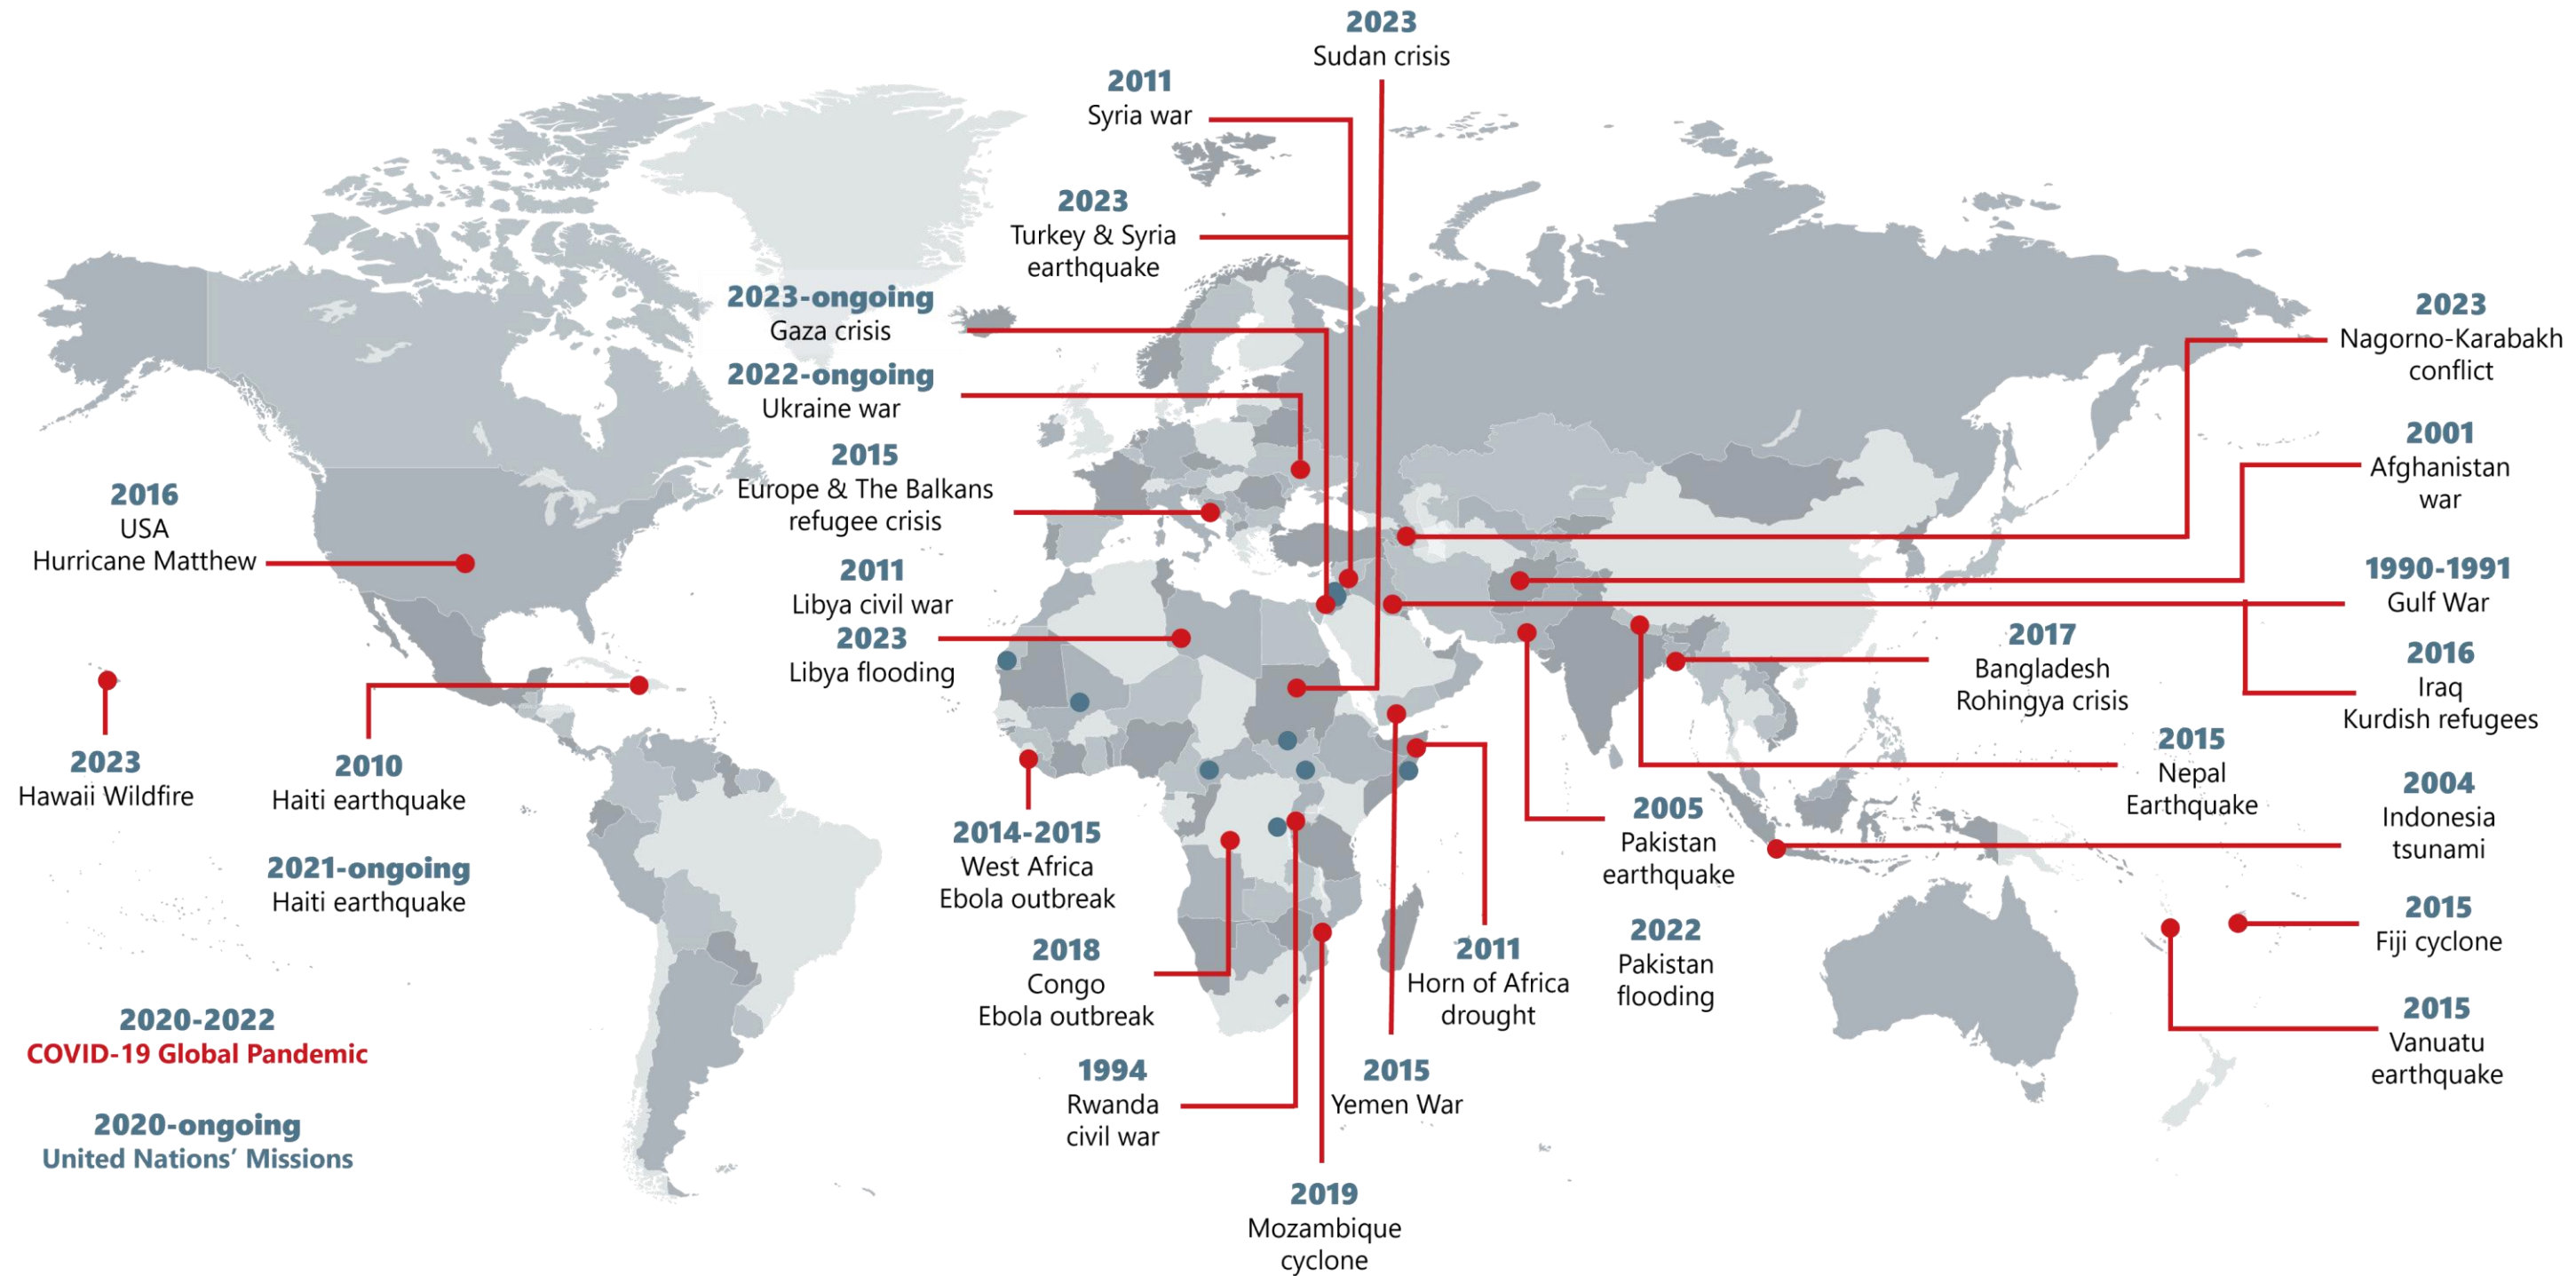 2023
Sudan crisis
2011
Syria war
2023
Turkey & Syria
earthquake
2023-ongoing
Gaza crisis
2022-ongoing
Ukraine war
2015
Europe & The Balkans
refugee crisis
2011
Libya civil war
2023
Libya flooding
2016
USA
Hurricane Matthew
2023
Hawaii Wildfire
2010
Haiti earthquake
2021-ongoing
Haiti earthquake
2020-2022
COVID-19 Global Pandemic
2020-ongoing
United Nations’ Missions
2014-2015
West Africa
Ebola outbreak
2018
Congo
Ebola outbreak
1994
Rwanda
civil war
2019
Mozambique
cyclone
2015
Yemen War
2011
Horn of Africa
drought
2005
Pakistan
earthquake
2022
Pakistan
flooding
2023
Nagorno-Karabakh
conflict
2001
Afghanistan
war
1990-1991
Gulf War
2016
Iraq
Kurdish refugees
2017
Bangladesh
Rohingya crisis
2015
Nepal
Earthquake
2004
Indonesia
tsunami
2015
Fiji cyclone
2015
Vanuatu
earthquake